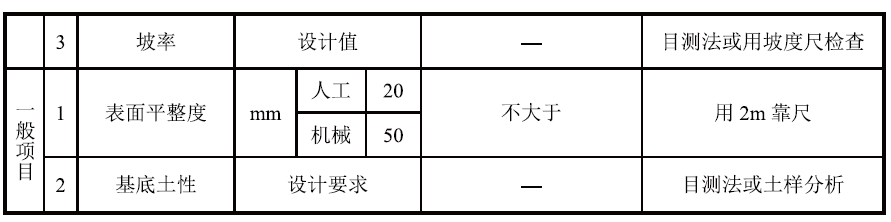 3 坡率 设计值 — 目测法或用坡度尺检查
一般项目 1 表面平整度 mm 人工 20 不大于 用 2m 靠尺
机械 50
2 基底土性 设计要求 — 目测法或土样分析